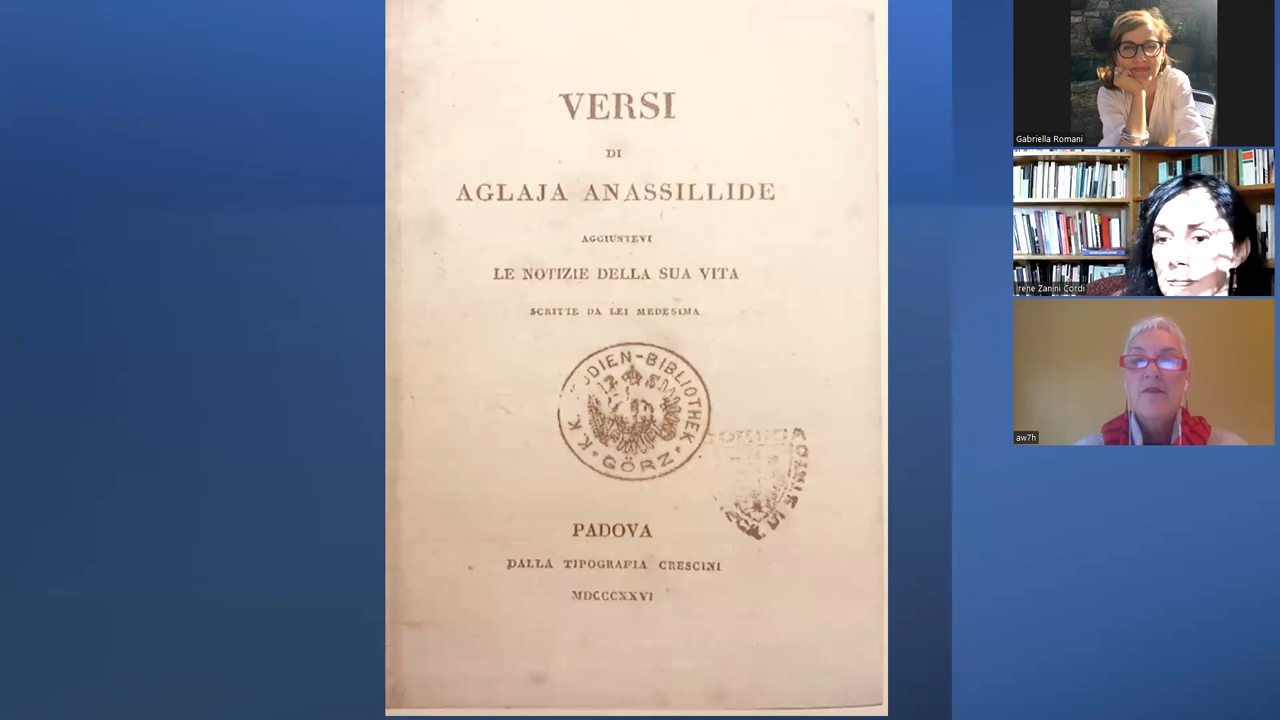 VERSI
DI
AGLAJA ANASSILLIDE
AGGIUNTEVI
LE NOTIZIE DELLA SUA VITA
SCRITTE DA LEI MEDESIMA
K. K. UDIEN-BIBLIOTHEK
GÖRZ
PADOVA
DALLA TIPOGRAFIA CRESCINI
MDCCCXXVI
Gabriella Romani
Irene Zanini Cordi
aw7h